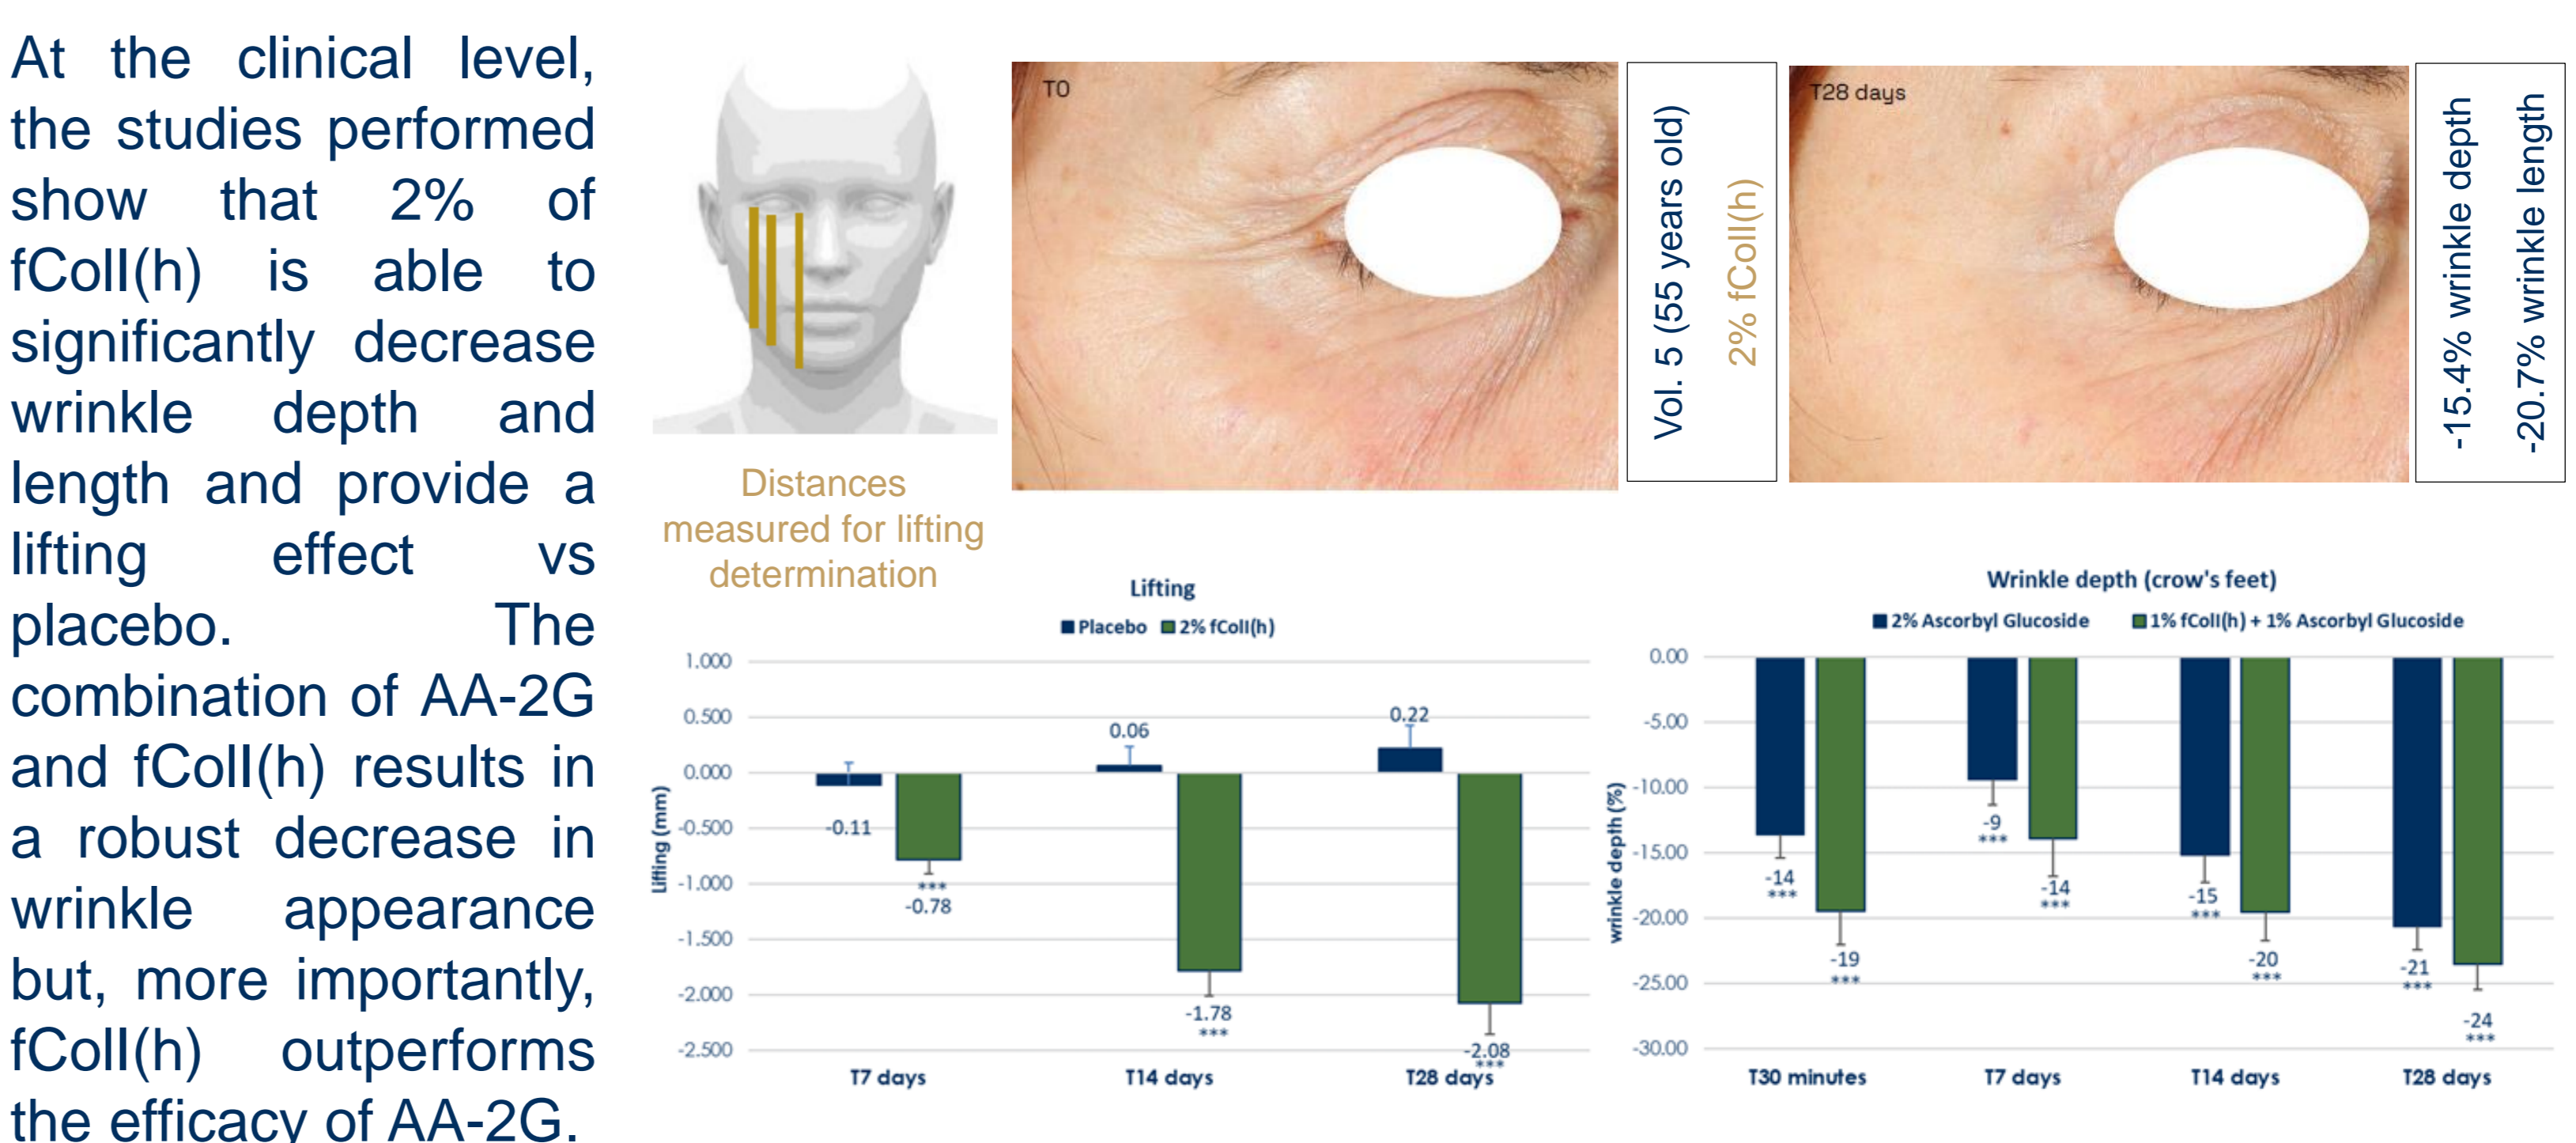 At the clinical level,
the studies performed
show that 2% of
fColl(h) is able to
significantly decrease
wrinkle depth and
length and provide a
lifting effect vs
placebo. The
combination of AA-2G
and fColl(h) results in
a robust decrease in
wrinkle appearance
but, more importantly,
fColl(h) outperforms
the efficacy of AA-2G.
Distances
measured for lifting
determination
T0
Vol. 5 (55 years old)
2% fColl(h)
T28 days
-15.4% wrinkle depth
-20.7% wrinkle length
Lifting
Placebo 2% fColl(h)
Lifting (mm)
1.000
0.500
0.000
-0.500
-1.000
-1.500
-2.000
-2.500
-0.11
***
-0.78
0.06
-1.78
***
0.22
-2.08
***
T7 days T14 days T28 days
Wrinkle depth (crow's feet)
2% Ascorbyl Glucoside 1% fColl(h) + 1% Ascorbyl Glucoside
wrinkle depth (%)
0.00
-5.00
-10.00
-15.00
-20.00
-25.00
-30.00
-14
***
-19
***
-9
***
-14
***
-15
***
-20
***
-21
***
-24
***
T30 minutes T7 days T14 days T28 days